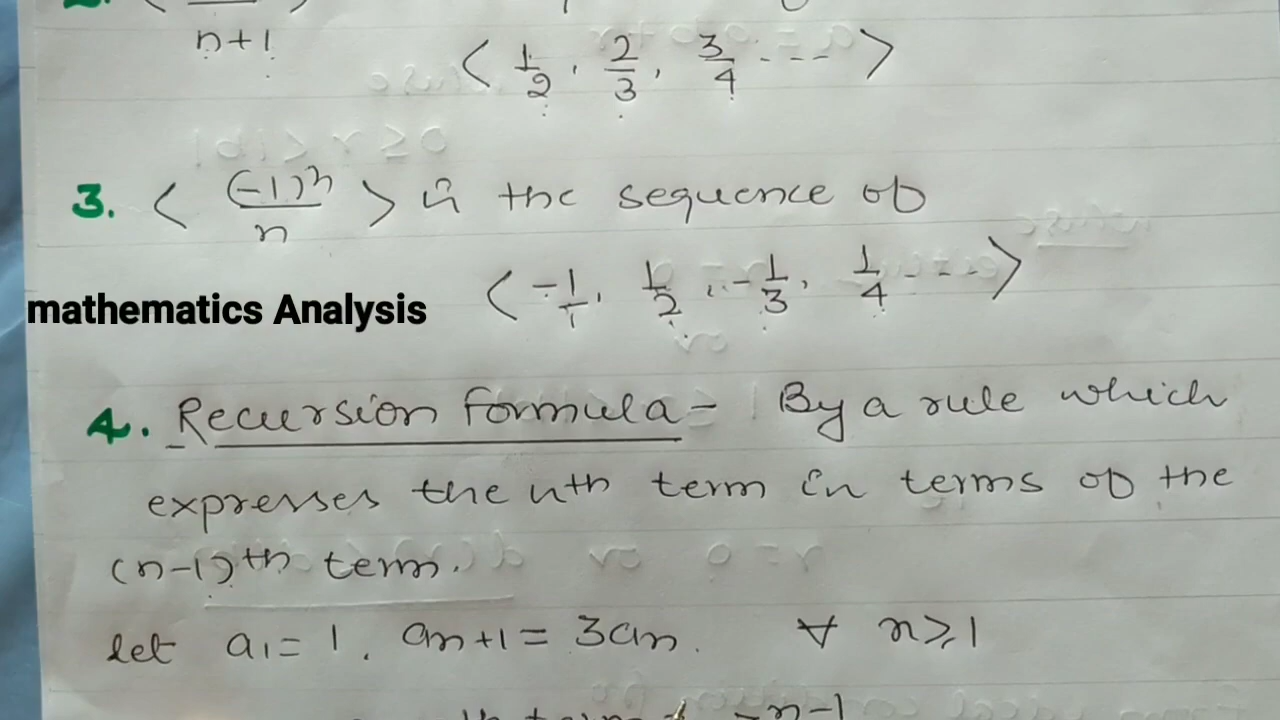 n+1
< 1/2, 2/3, 3/4 --- >
3. < (-1)^n/n > is the sequence of
< -1/1, 1/2, -1/3, 1/4 --- >
mathematics Analysis
4. Recursion formula - By a rule which
expresses the nth term in terms of the
(n-1)th term.
let a1 = 1, an+1 = 3an. ∀ n≥1
n-1